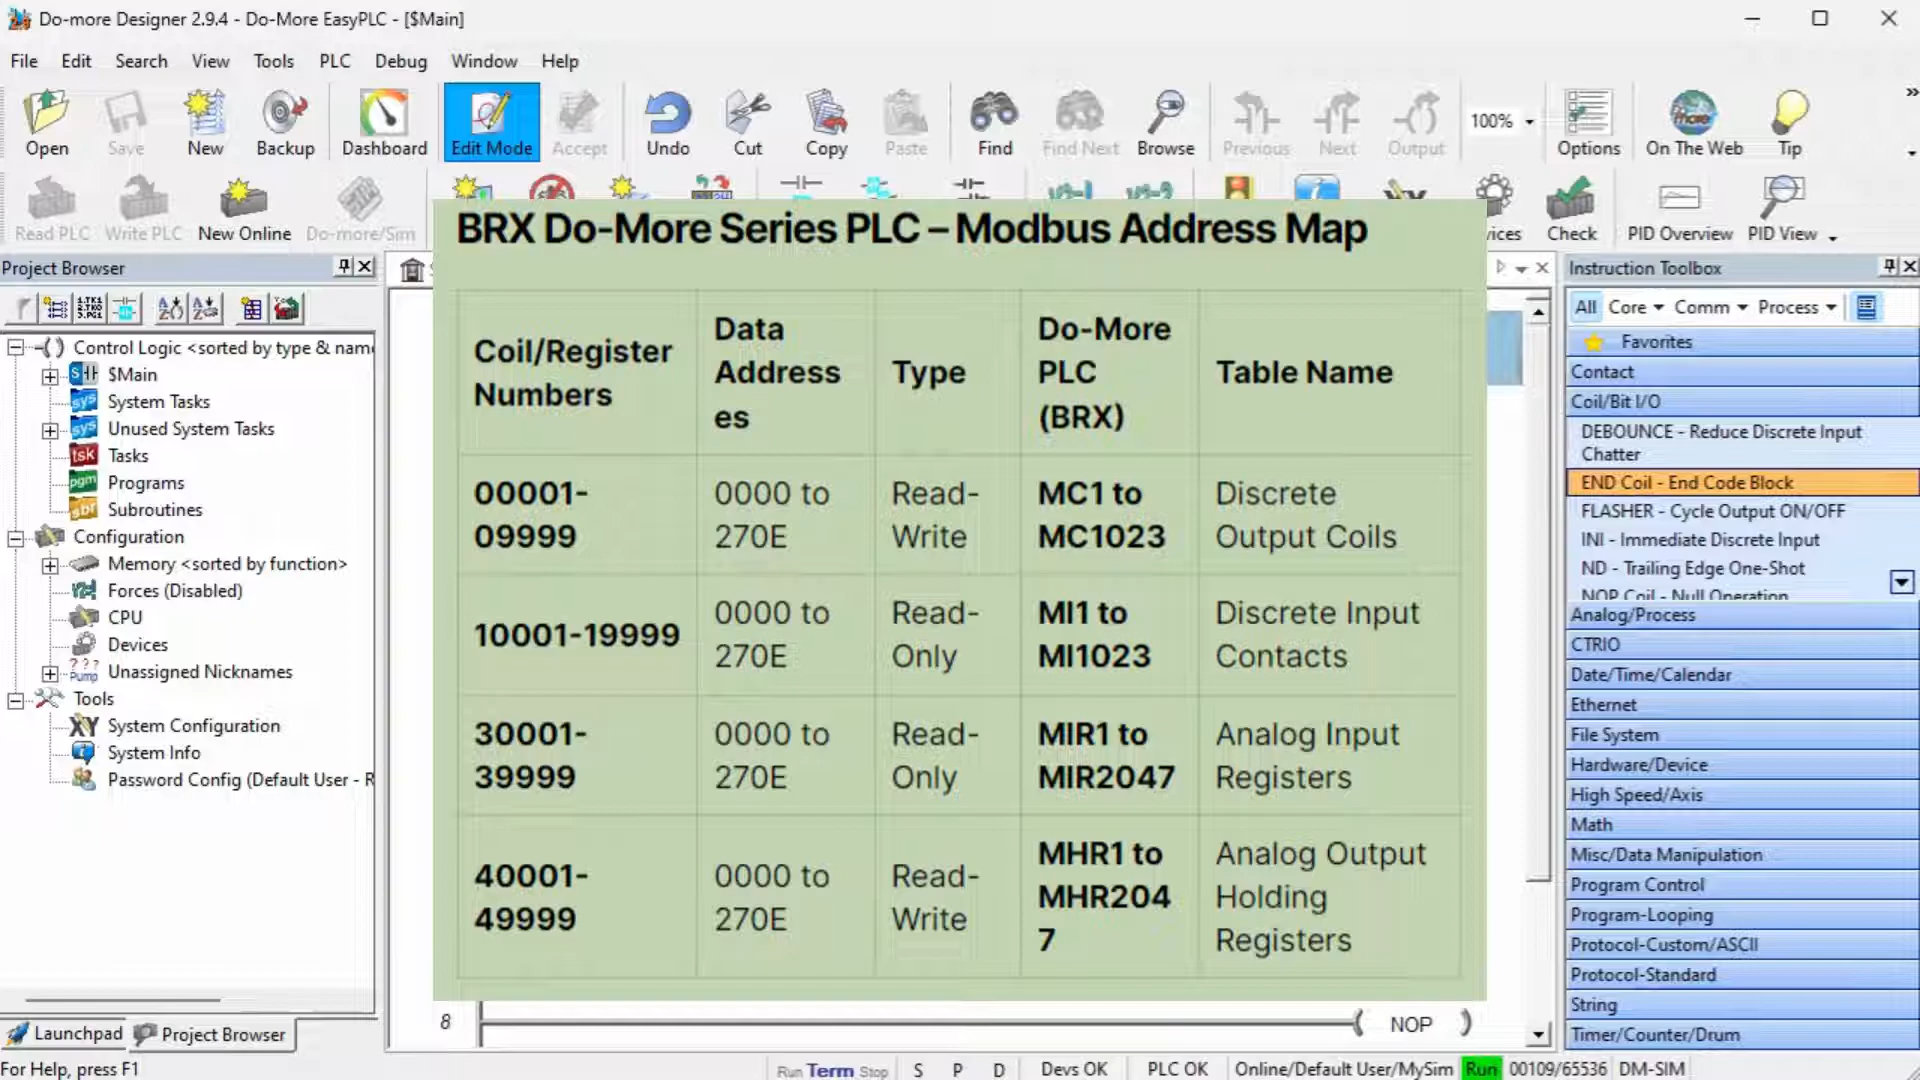 Do-more Designer 2.9.4 - Do-More EasyPLC - [$Main]
File Edit Search View Tools PLC Debug Window Help
Open Save New Backup Dashboard Edit Mode Accept Undo Cut Copy Paste Find Find Next Browse Previous Next Output 100% Options On The Web Tip
Read PLC Write PLC New Online Do-more/Sim Check PID Overview PID View
Project Browser
Control Logic <sorted by type & nam
$Main
System Tasks
Unused System Tasks
Tasks
Programs
Subroutines
Configuration
Memory <sorted by function>
Forces (Disabled)
CPU
Devices
Unassigned Nicknames
Tools
System Configuration
System Info
Password Config (Default User - R
Launchpad Project Browser
BRX Do-More Series PLC – Modbus Address Map
Coil/Register
Numbers
Data
Address
es
Type
Do-More
PLC
(BRX)
Table Name
00001-
09999
0000 to
270E
Read-
Write
MC1 to
MC1023
Discrete
Output Coils
10001-19999
0000 to
270E
Read-
Only
MI1 to
MI1023
Discrete Input
Contacts
30001-
39999
0000 to
270E
Read-
Only
MIR1 to
MIR2047
Analog Input
Registers
40001-
49999
0000 to
270E
Read-
Write
MHR1 to
MHR204
7
Analog Output
Holding
Registers
8 NOP
Instruction Toolbox
All Core Comm Process
Favorites
Contact
Coil/Bit I/O
DEBOUNCE - Reduce Discrete Input
Chatter
END Coil - End Code Block
FLASHER - Cycle Output ON/OFF
INI - Immediate Discrete Input
ND - Trailing Edge One-Shot
NOP Coil - Null Operation
Analog/Process
CTRIO
Date/Time/Calendar
Ethernet
File System
Hardware/Device
High Speed/Axis
Math
Misc/Data Manipulation
Program Control
Program-Looping
Protocol-Custom/ASCII
Protocol-Standard
String
Timer/Counter/Drum
For Help, press F1
Run Term Stop S P D Devs OK PLC OK Online/Default User/MySim Run 00109/65536 DM-SIM